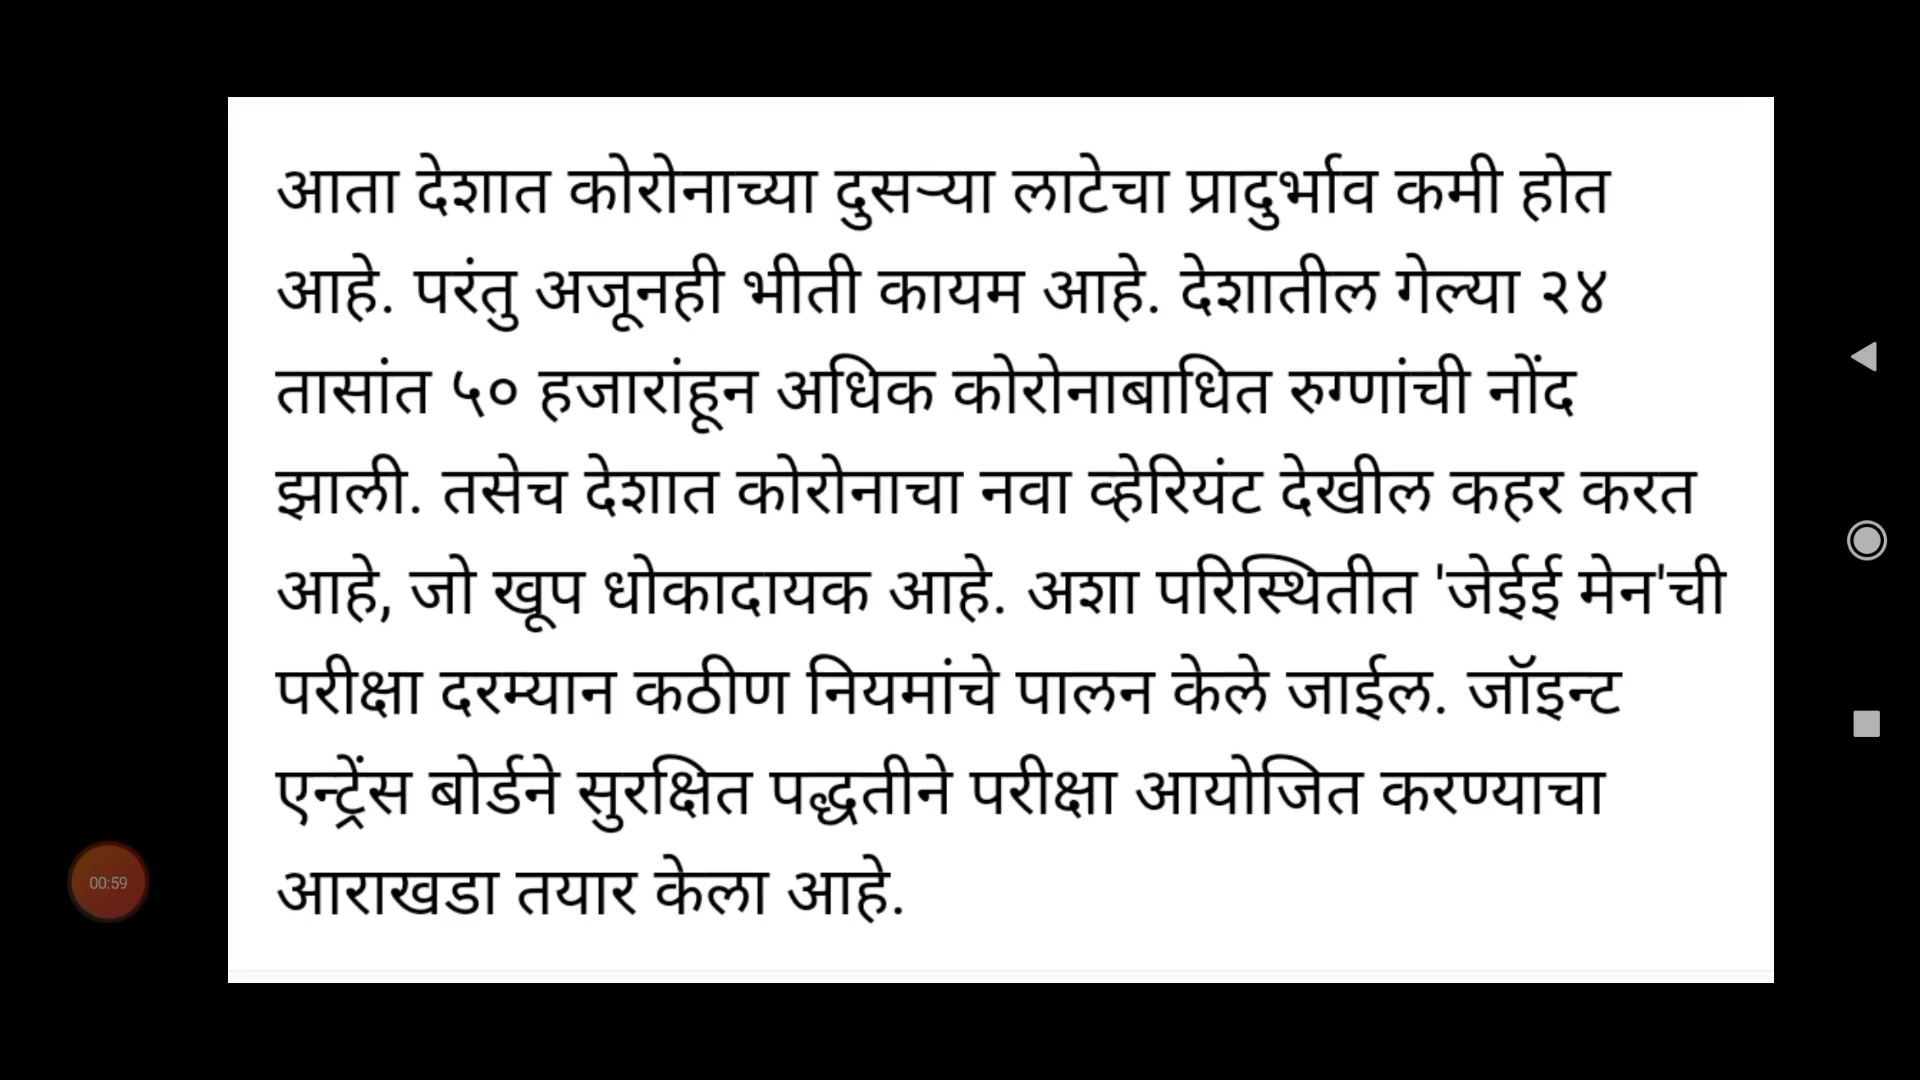 आता देशात कोरोनाच्या दुसऱ्या लाटेचा प्रादुर्भाव कमी होत
आहे. परंतु अजूनही भीती कायम आहे. देशातील गेल्या २४
तासांत ५० हजारांहून अधिक कोरोनाबाधित रुग्णांची नोंद
झाली. तसेच देशात कोरोनाचा नवा व्हेरियंट देखील कहर करत
आहे, जो खूप धोकादायक आहे. अशा परिस्थितीत 'जेईई मेन'ची
परीक्षा दरम्यान कठीण नियमांचे पालन केले जाईल. जॉइन्ट
एन्ट्रेंस बोर्डने सुरक्षित पद्धतीने परीक्षा आयोजित करण्याचा
आराखडा तयार केला आहे.
00:59